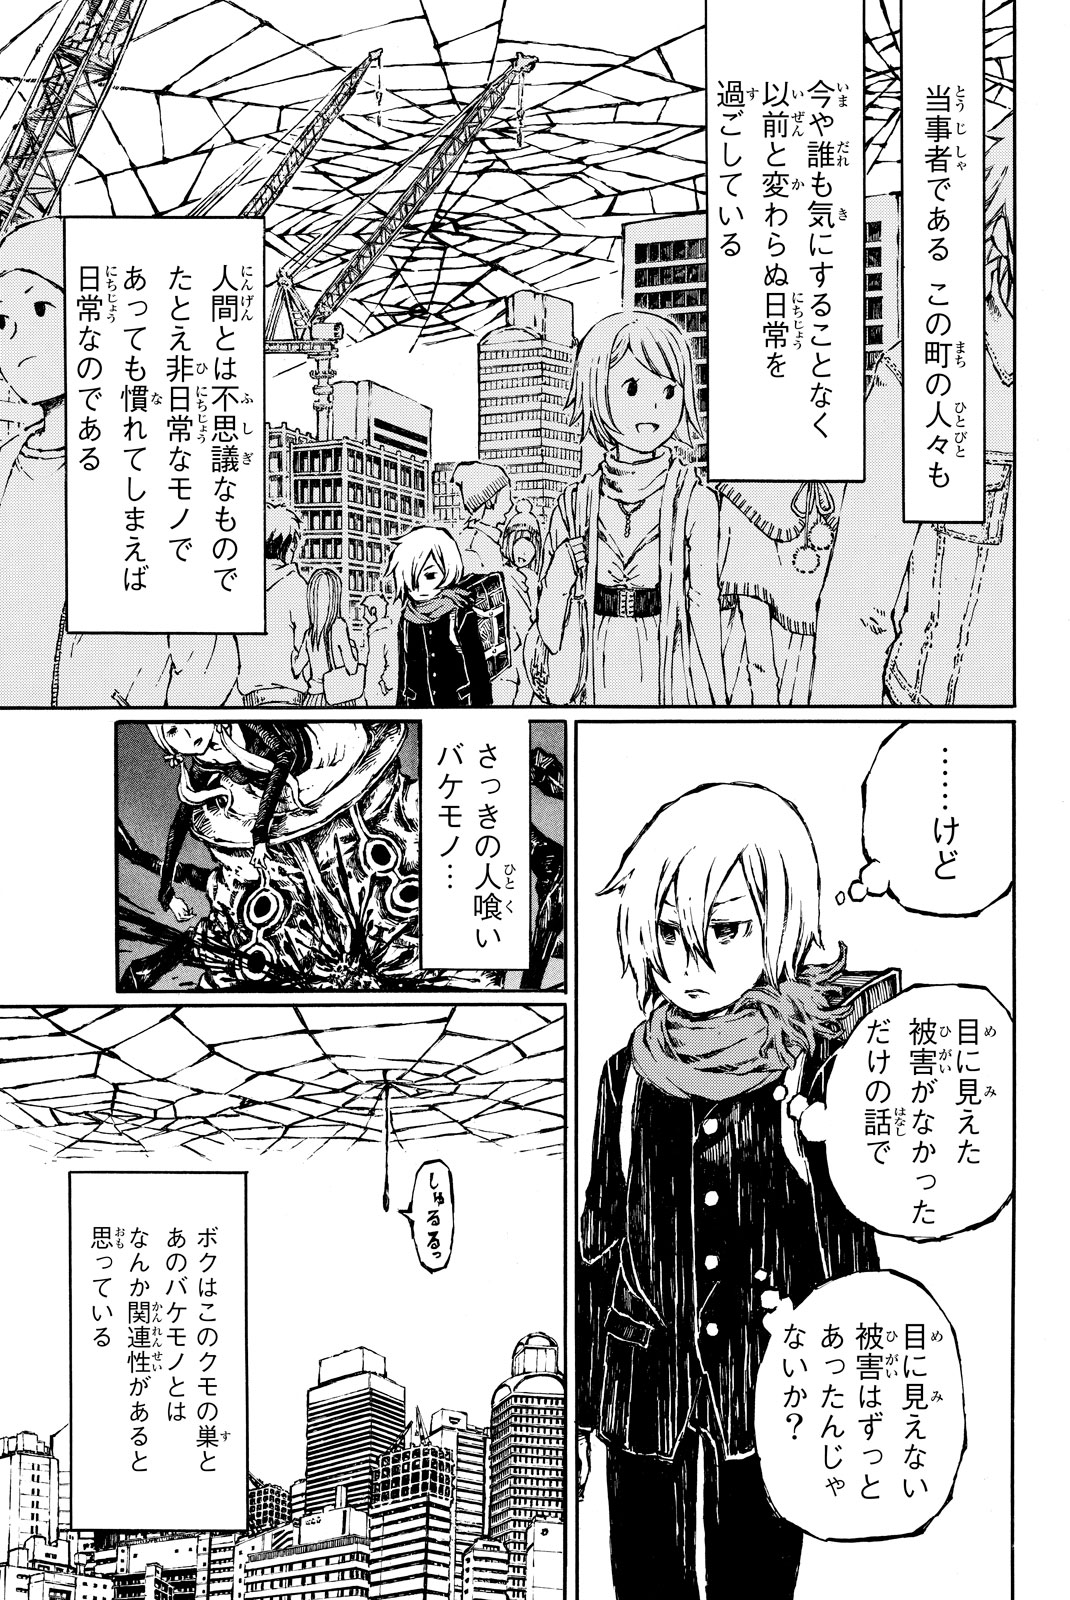 当事者である この町の人々も
今や誰も気にすることなく
以前と変わらぬ日常を
過ごしている
人間とは不思議なもので
たとえ非日常なモノで
あっても慣れてしまえば
日常なのである
……けど
目に見えた
被害がなかった
だけの話で
目に見えない
被害はずっと
あったんじゃ
ないか？
さっきの人喰い
バケモノ…
しゅるるっ
ボクはこのクモの巣と
あのバケモノとは
なんか関連性があると
思っている